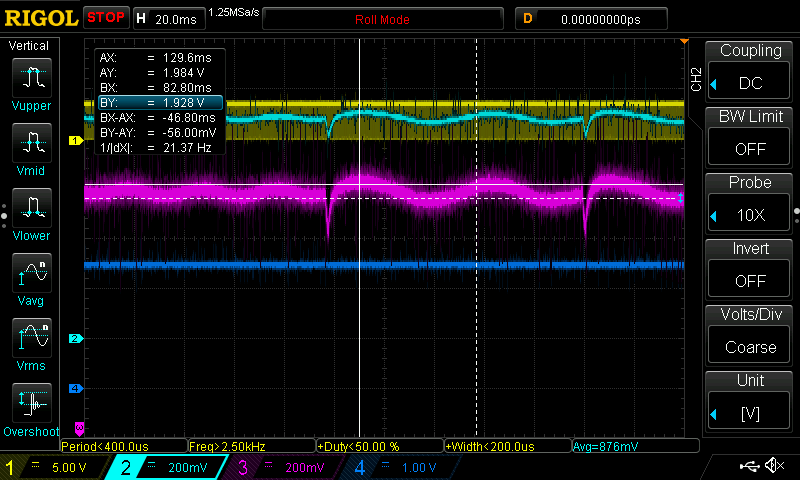 RIGOL STOP H 20.0ms 1.25MSa/s Roll Mode D 0.00000000ps
Vertical
Vupper
Vmid
Vlower
Vavg
Vrms
Overshoot
AX: = 129.6ms
AY: = 1.984 V
BX: = 82.80ms
BY: = 1.928 V
BX-AX: = -46.80ms
BY-AY: = -56.00mV
1/|dX|: = 21.37 Hz
1
2
4
3
CH2
Coupling
DC
BW Limit
OFF
Probe
10X
Invert
OFF
Volts/Div
Coarse
Unit
[V]
Period<400.0us Freq>2.50kHz +Duty<50.00 % +Width<200.0us Avg=876mV
1 5.00 V 2 200mV 3 200mV 4 1.00 V